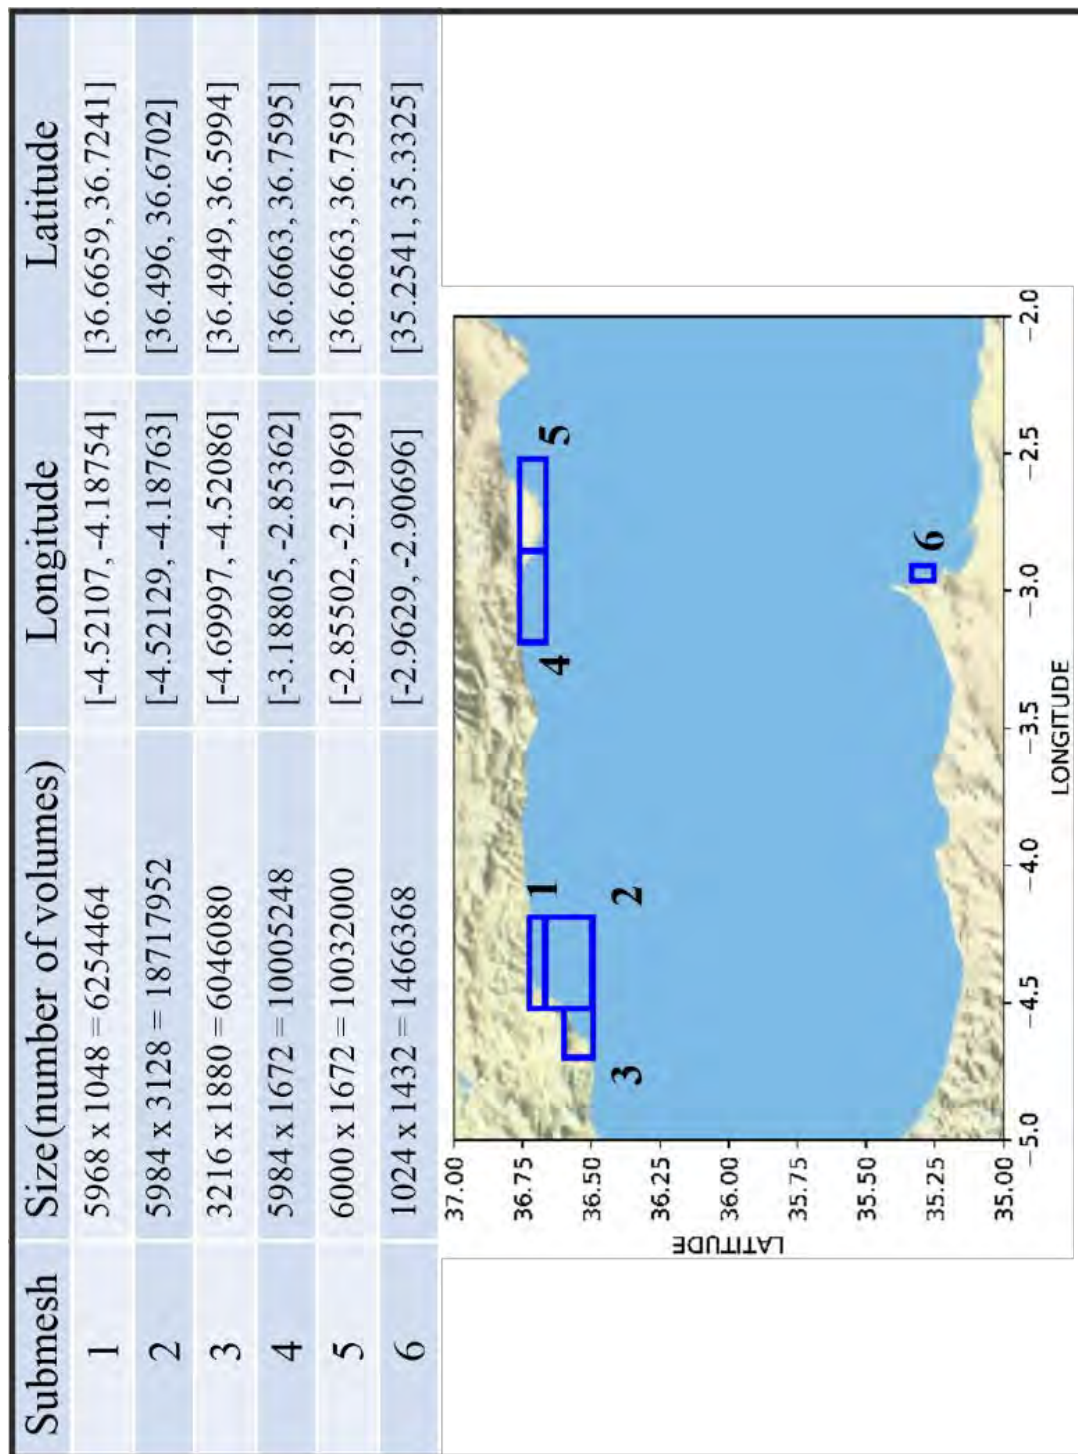 Submesh Size(number of volumes) Longitude Latitude
1 5968 x 1048 = 6254464 [-4.52107, -4.18754] [36.6659, 36.7241]
2 5984 x 3128 = 18717952 [-4.52129, -4.18763] [36.496, 36.6702]
3 3216 x 1880 = 6046080 [-4.69997, -4.52086] [36.4949, 36.5994]
4 5984 x 1672 = 10005248 [-3.18805, -2.85362] [36.6663, 36.7595]
5 6000 x 1672 = 10032000 [-2.85502, -2.51969] [36.6663, 36.7595]
6 1024 x 1432 = 1466368 [-2.9629, -2.90696] [35.2541, 35.3325]
37.00
36.75
36.50
36.25
36.00
35.75
35.50
35.25
35.00
LATITUDE
1
2
3
4
5
6
−5.0 −4.5 −4.0 −3.5 −3.0 −2.5 −2.0
LONGITUDE